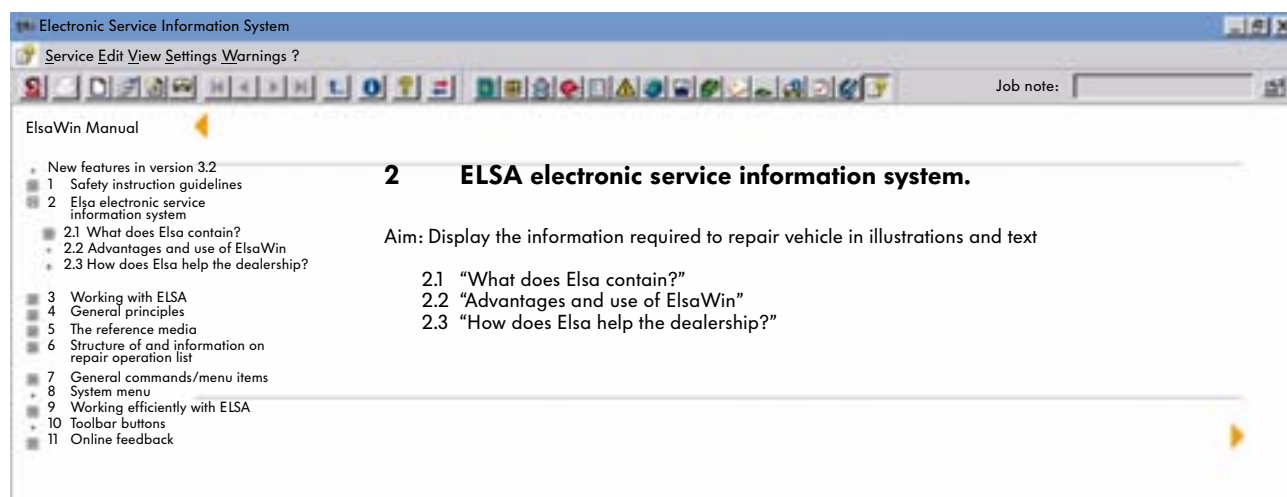 Electronic Service Information System
Service Edit View Settings Warnings ?
Job note:
ElsaWin Manual
New features in version 3.2
1 Safety instruction guidelines
2 Elsa electronic service
information system
2.1 What does Elsa contain?
2.2 Advantages and use of ElsaWin
2.3 How does Elsa help the dealership?
3 Working with ELSA
4 General principles
5 The reference media
6 Structure of and information on
repair operation list
7 General commands/menu items
8 System menu
9 Working efficiently with ELSA
10 Toolbar buttons
11 Online feedback
2 ELSA electronic service information system.
Aim: Display the information required to repair vehicle in illustrations and text
2.1 “What does Elsa contain?”
2.2 “Advantages and use of ElsaWin”
2.3 “How does Elsa help the dealership?”